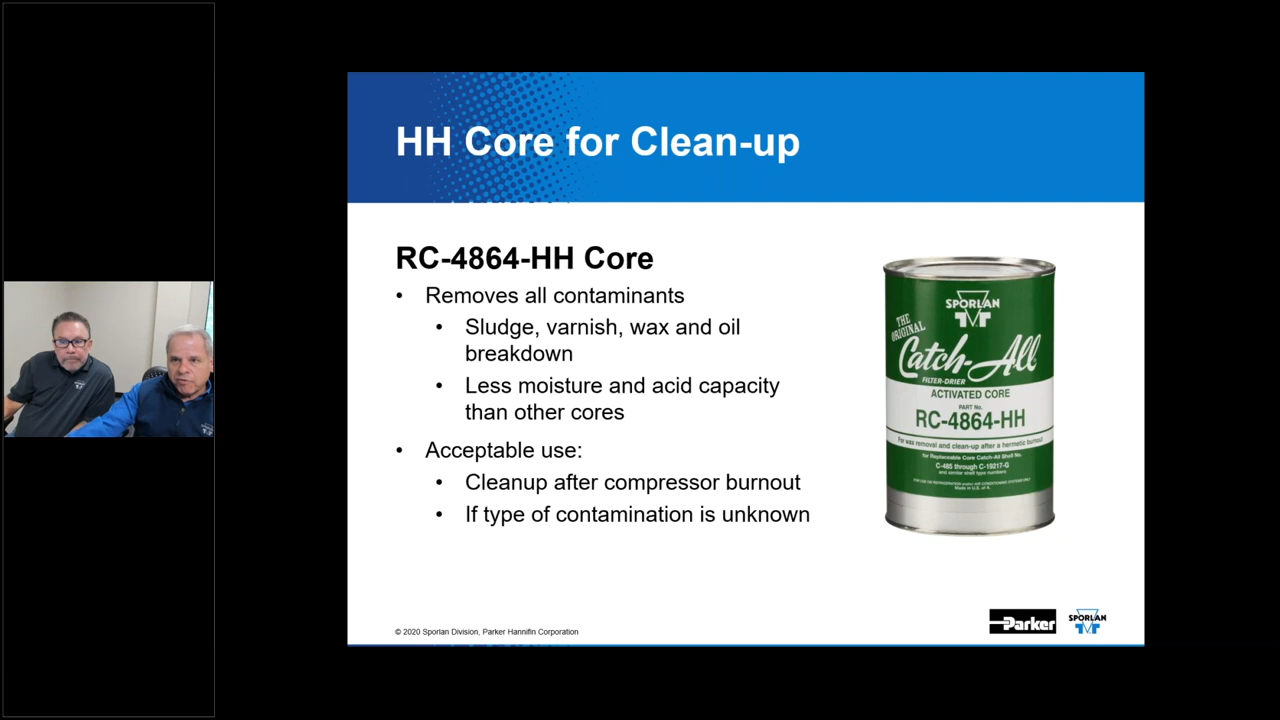 HH Core for Clean-up
RC-4864-HH Core
• Removes all contaminants
• Sludge, varnish, wax and oil
breakdown
• Less moisture and acid capacity
than other cores
• Acceptable use:
• Cleanup after compressor burnout
• If type of contamination is unknown
SPORLAN
THE
ORIGINAL
Catch-All
FILTER-DRIER
ACTIVATED CORE
PART No.
RC-4864-HH
For wax removal and clean-up after a hermetic burnout
for Replaceable Core Catch-All Shell No.
C-485 through C-19217-G
and similar shell type numbers
FOR USE ON REFRIGERATION and/or AIR CONDITIONING SYSTEMS ONLY
Made in U.S. of A.
© 2020 Sporlan Division, Parker Hannifin Corporation
Parker
SPORLAN